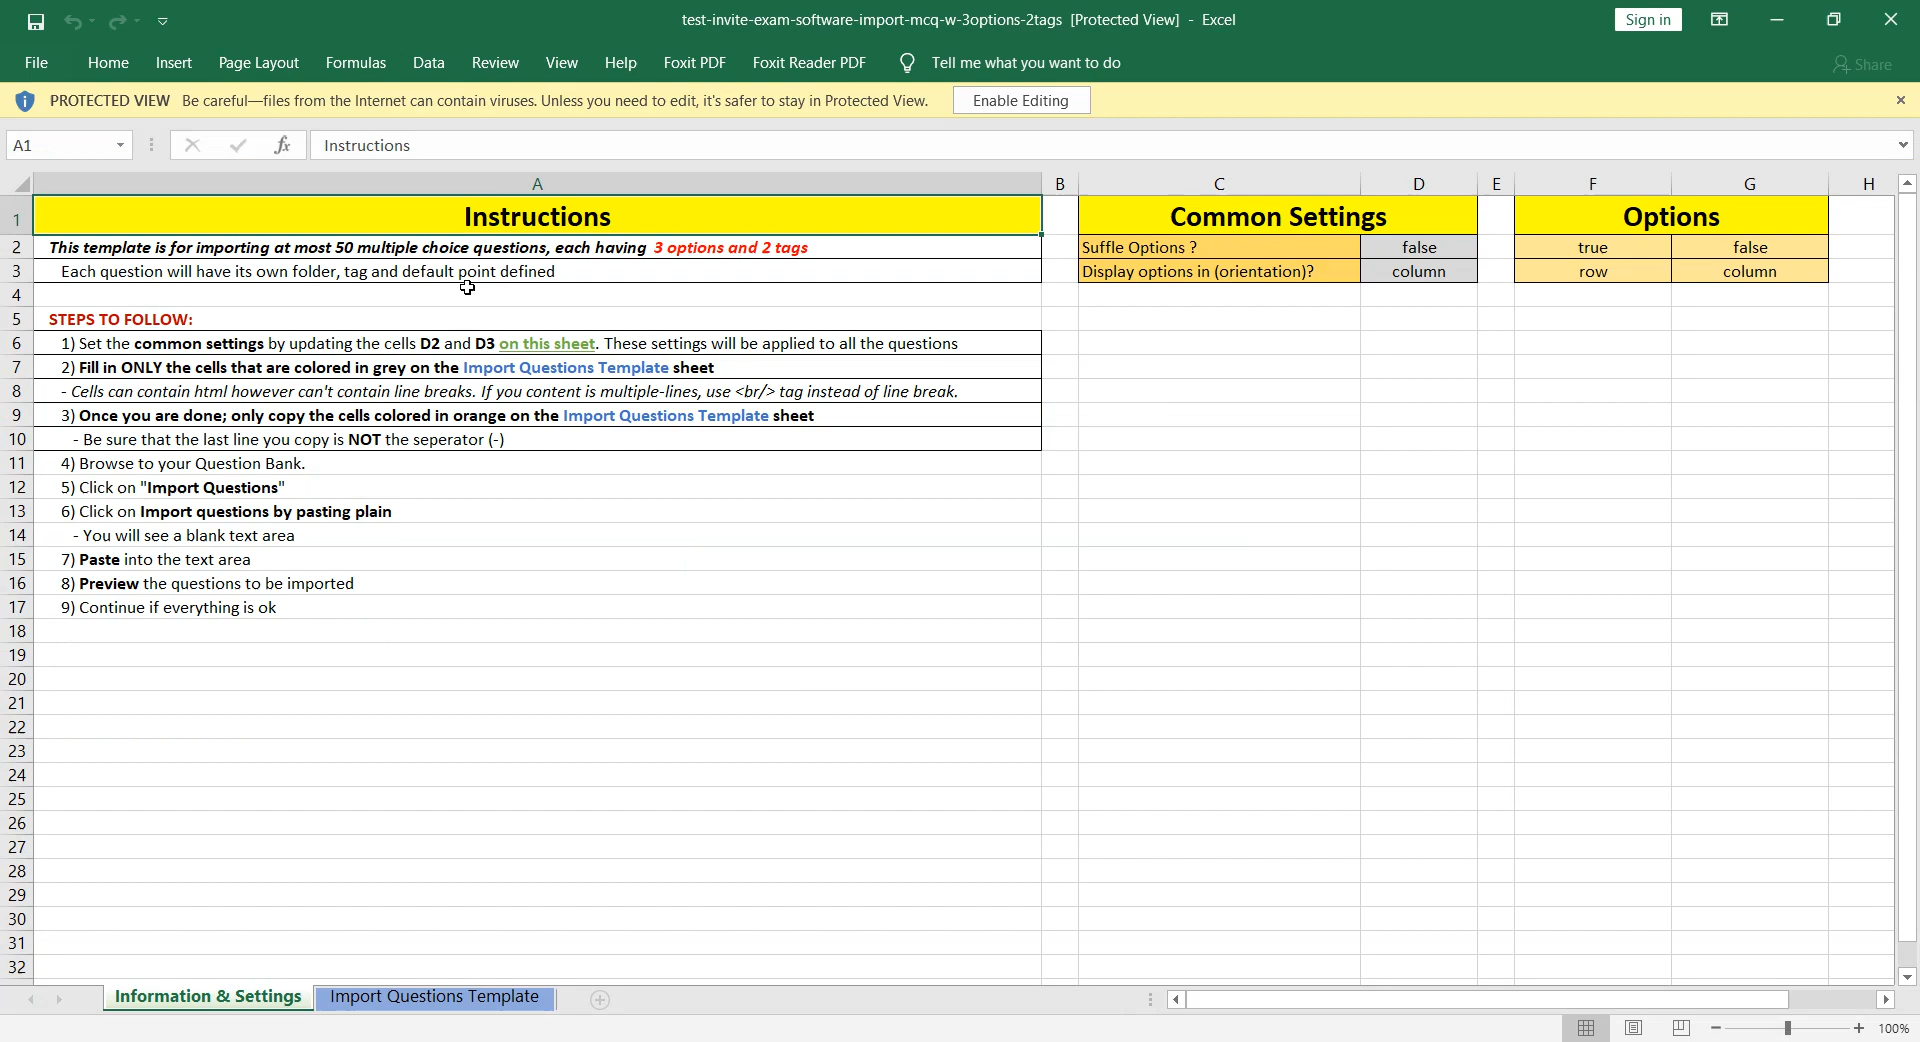 test-invite-exam-software-import-mcq-w-3options-2tags [Protected View] - Excel
Sign in
File Home Insert Page Layout Formulas Data Review View Help Foxit PDF Foxit Reader PDF Tell me what you want to do Share
PROTECTED VIEW Be careful—files from the Internet can contain viruses. Unless you need to edit, it's safer to stay in Protected View. Enable Editing
A1 fx Instructions
A B C D E F G H
1 Instructions Common Settings Options
2 This template is for importing at most 50 multiple choice questions, each having 3 options and 2 tags Suffle Options ? false true false
3 Each question will have its own folder, tag and default point defined Display options in (orientation)? column row column
4
5 STEPS TO FOLLOW:
6 1) Set the common settings by updating the cells D2 and D3 on this sheet. These settings will be applied to all the questions
7 2) Fill in ONLY the cells that are colored in grey on the Import Questions Template sheet
8 - Cells can contain html however can't contain line breaks. If you content is multiple-lines, use <br/> tag instead of line break.
9 3) Once you are done; only copy the cells colored in orange on the Import Questions Template sheet
10 - Be sure that the last line you copy is NOT the seperator (-)
11 4) Browse to your Question Bank.
12 5) Click on "Import Questions"
13 6) Click on Import questions by pasting plain
14 - You will see a blank text area
15 7) Paste into the text area
16 8) Preview the questions to be imported
17 9) Continue if everything is ok
18
19
20
21
22
23
24
25
26
27
28
29
30
31
32
Information & Settings Import Questions Template
100%